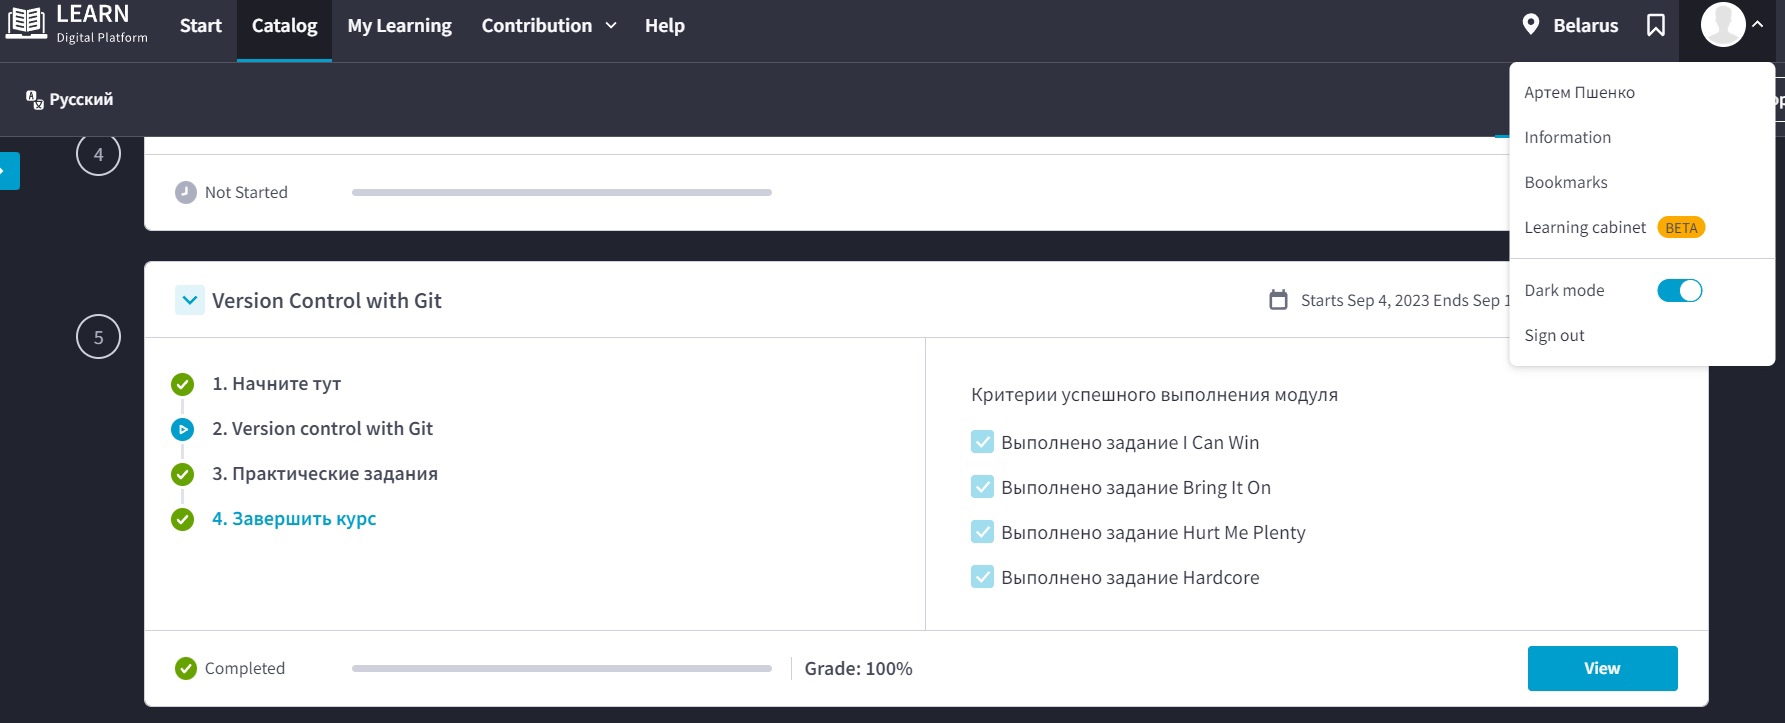 LEARN
Digital Platform
Start
Catalog
My Learning
Contribution
Help
Belarus
Русский
Артем Пшенко
Information
Bookmarks
Learning cabinet BETA
Dark mode
Sign out
4
Not Started
5
Version Control with Git
Starts Sep 4, 2023 Ends Sep
1. Начните тут
2. Version control with Git
3. Практические задания
4. Завершить курс
Критерии успешного выполнения модуля
Выполнено задание I Can Win
Выполнено задание Bring It On
Выполнено задание Hurt Me Plenty
Выполнено задание Hardcore
Completed
Grade: 100%
View